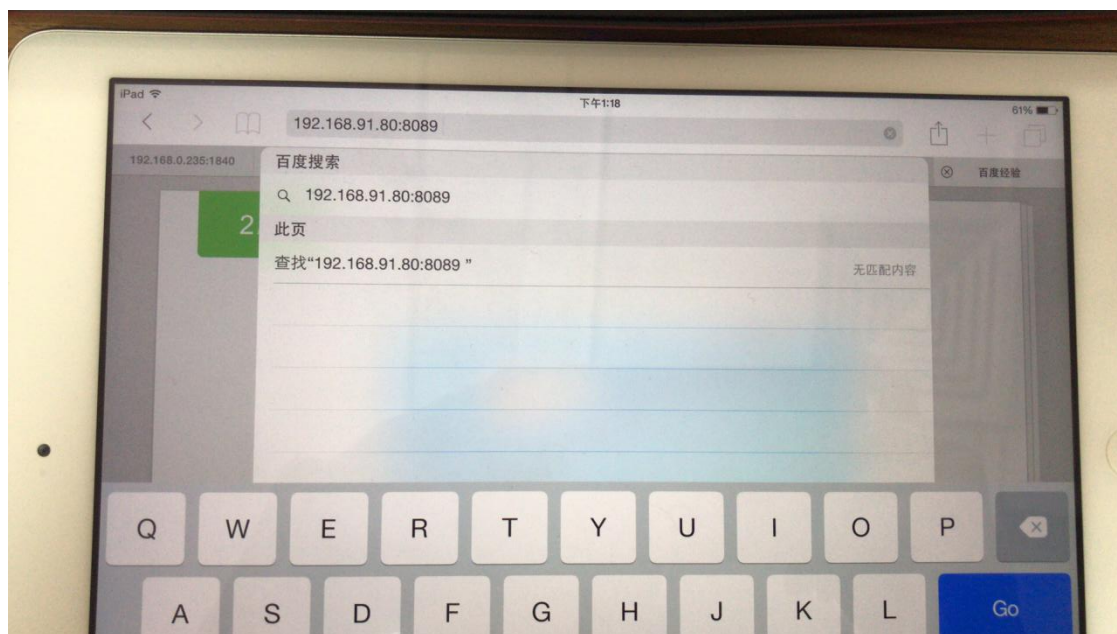 iPad
下午1:18
61%
192.168.91.80:8089
192.168.0.235:1840
百度经验
百度搜索
192.168.91.80:8089
2
此页
查找“192.168.91.80:8089 ”
无匹配内容
Q W E R T Y U I O P
A S D F G H J K L Go